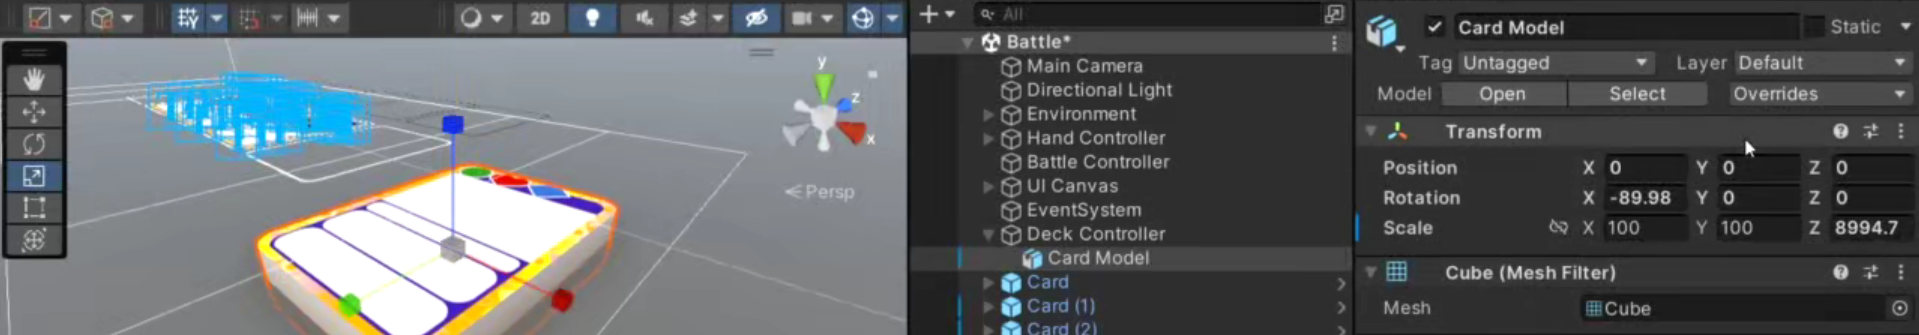 2D
All
y
z
x
Persp
Battle*
Main Camera
Directional Light
Environment
Hand Controller
Battle Controller
UI Canvas
EventSystem
Deck Controller
Card Model
Card
Card (1)
Card (2)
Card Model
Static
Tag Untagged Layer Default
Model Open Select Overrides
Transform
Position X 0 Y 0 Z 0
Rotation X -89.98 Y 0 Z 0
Scale X 100 Y 100 Z 8994.7
Cube (Mesh Filter)
Mesh Cube